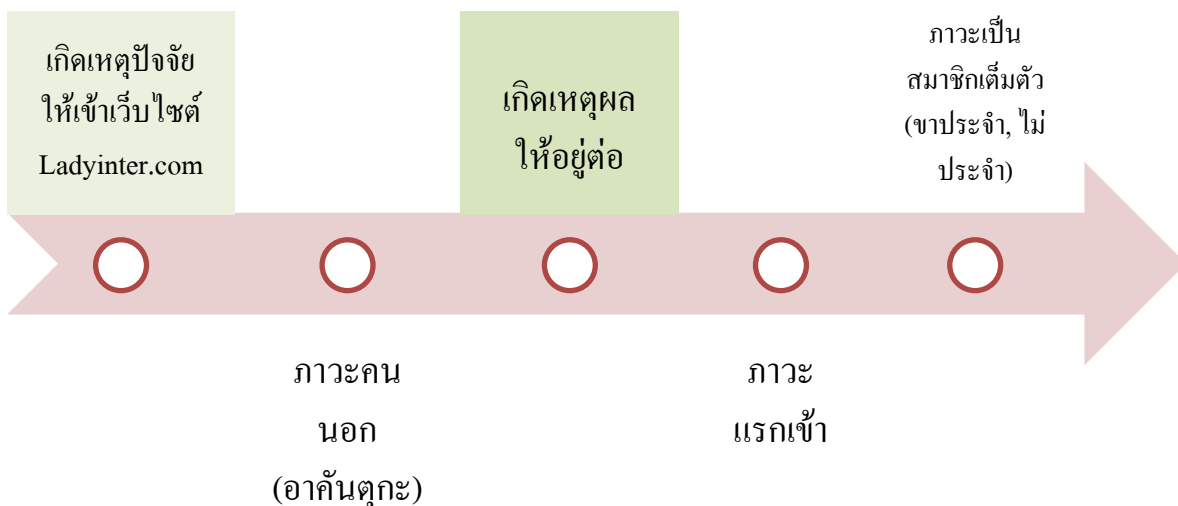 เกิดเหตุปัจจัย
ให้เข้าเว็บไซต์
Ladyinter.com
ภาวะคน
นอก
(อาคันตุกะ)
เกิดเหตุผล
ให้อยู่ต่อ
ภาวะ
แรกเข้า
ภาวะเป็น
สมาชิกเต็มตัว
(ขาประจำ, ไม่
ประจำ)